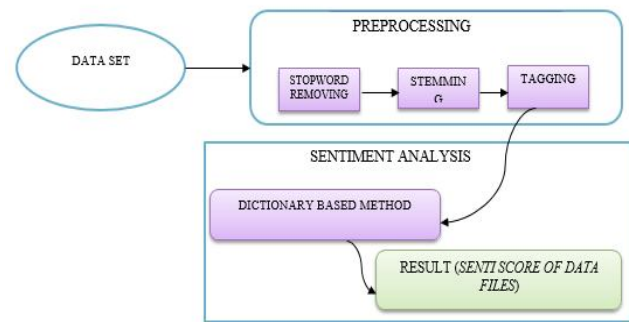 DATA SET
PREPROCESSING
STOPWORD
REMOVING
STEMMIN
G
TAGGING
SENTIMENT ANALYSIS
DICTIONARY BASED METHOD
RESULT (SENTI SCORE OF DATA
FILES)